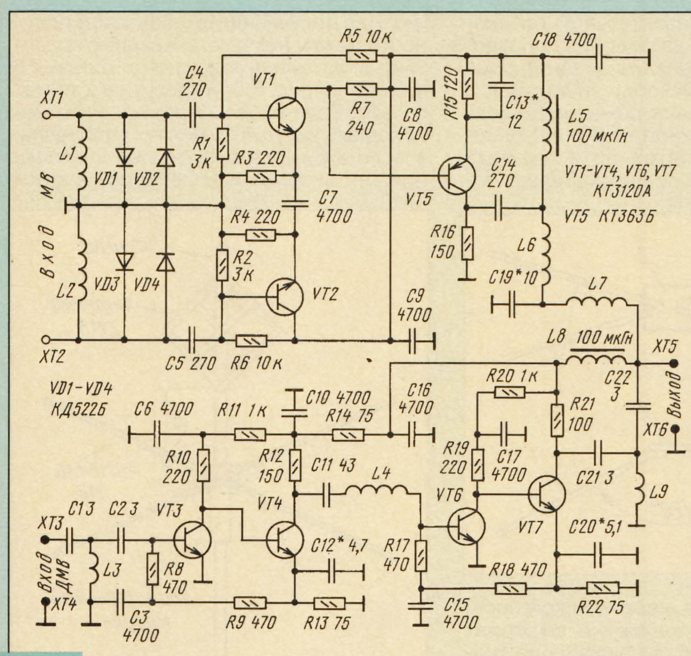 R5 10к
C18 4700
XT1
C4
270
VT1
R15 120
R7
240
C8
4700
C13*
12
L5
100 мкГн
L1
VD1
VD2
R1
3к
R3 220
МВ
C7
4700
VT5
C14
270
VT1-VT4, VT6, VT7
КТ3120А
VT5 КТ363Б
Вход
R4 220
R2
3к
R16
150
L6
L2
VD3
VD4
VT2
C19*10
L7
C9
4700
L8 100 мкГн
XT5
XT2
C5 270
R6 10к
R20 1к
C22
3
VD1-VD4
КД522Б
C6 4700
R11 1к
C10 4700
R14 75
C16
4700
R21
100
XT6
Выход
R10
220
R12
150
C11 43
L4
R19
220
C17
4700
VT3
VT4
VT6
C21 3
L9
XT3
C1 3
C2 3
VT7
Вход
ДМВ
L3
R8
470
C12* 4,7
R17
470
C20*5,1
R18 470
XT4
C3
4700
R9 470
R13 75
C15
4700
R22 75